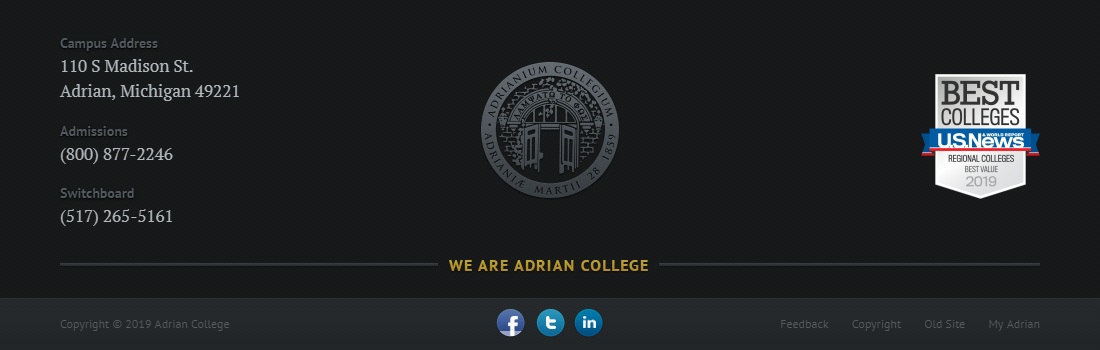 Campus Address
110 S Madison St.
Adrian, Michigan 49221
Admissions
(800) 877-2246
Switchboard
(517) 265-5161
ADRIANIUM COLLEGIUM
ADRIANIÆ MARTII 28 1859
BEST
COLLEGES
U.S.News & WORLD REPORT
REGIONAL COLLEGES
BEST VALUE
2019
WE ARE ADRIAN COLLEGE
Copyright © 2019 Adrian College
Feedback Copyright Old Site My Adrian